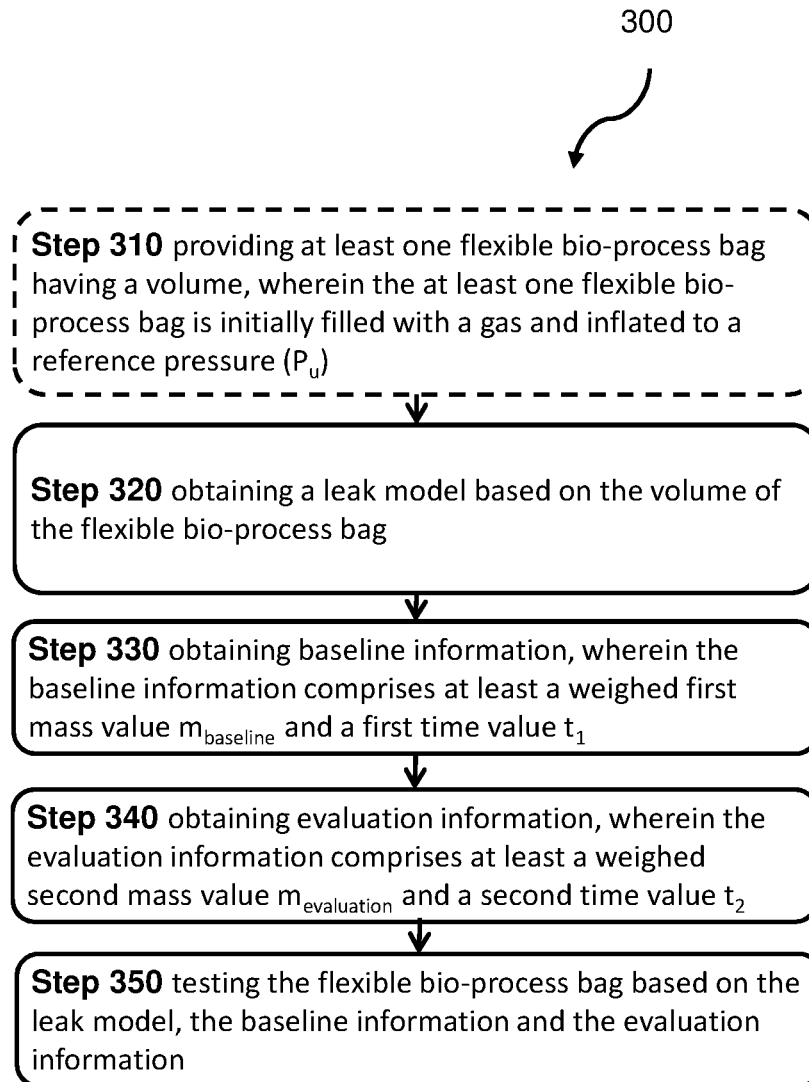 300
Step 310 providing at least one flexible bio-process bag
having a volume, wherein the at least one flexible bio-
process bag is initially filled with a gas and inflated to a
reference pressure (Pu)
Step 320 obtaining a leak model based on the volume of
the flexible bio-process bag
Step 330 obtaining baseline information, wherein the
baseline information comprises at least a weighed first
mass value mbaseline and a first time value t1
Step 340 obtaining evaluation information, wherein the
evaluation information comprises at least a weighed
second mass value mevaluation and a second time value t2
Step 350 testing the flexible bio-process bag based on the
leak model, the baseline information and the evaluation
information